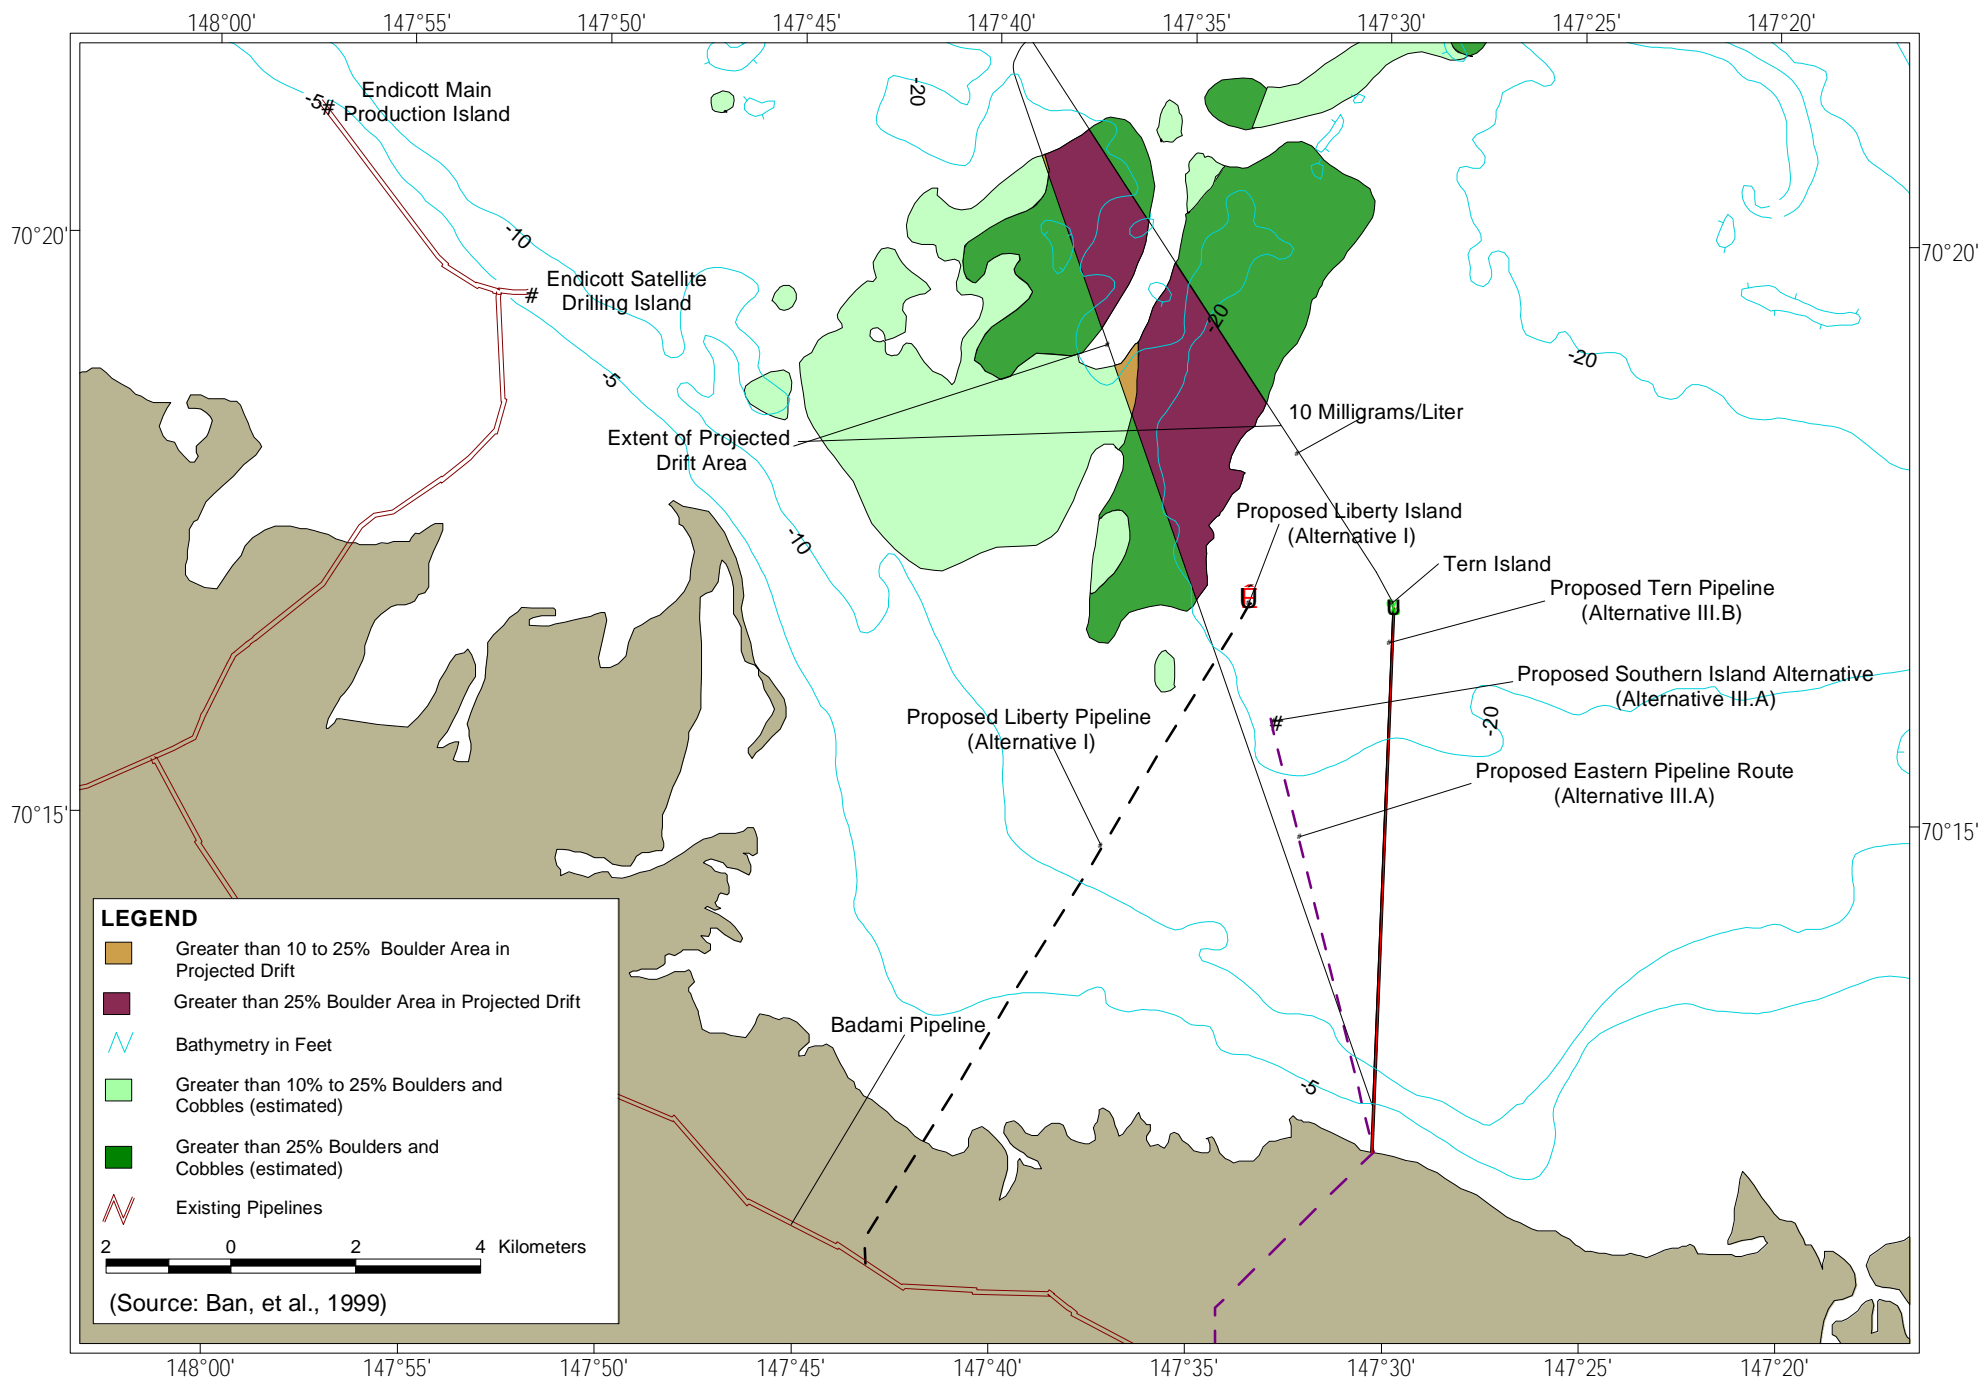 148°00'
147°55'
147°50'
147°45'
147°40'
147°35'
147°30'
147°25'
147°20'
Endicott Main
Production Island
-5#
-20
70°20'
70°20'
-10
Endicott Satellite
Drilling Island
#
-20
-20
-5
10 Milligrams/Liter
Extent of Projected
Drift Area
Proposed Liberty Island
(Alternative I)
-10
Tern Island
Proposed Tern Pipeline
(Alternative III.B)
Proposed Southern Island Alternative
(Alternative III.A)
#
-20
Proposed Liberty Pipeline
(Alternative I)
Proposed Eastern Pipeline Route
(Alternative III.A)
70°15'
70°15'
Badami Pipeline
-5
LEGEND
Greater than 10 to 25% Boulder Area in
Projected Drift
Greater than 25% Boulder Area in Projected Drift
Bathymetry in Feet
Greater than 10% to 25% Boulders and
Cobbles (estimated)
Greater than 25% Boulders and
Cobbles (estimated)
Existing Pipelines
2 0 2 4 Kilometers
(Source: Ban, et al., 1999)
148°00'
147°55'
147°50'
147°45'
147°40'
147°35'
147°30'
147°25'
147°20'